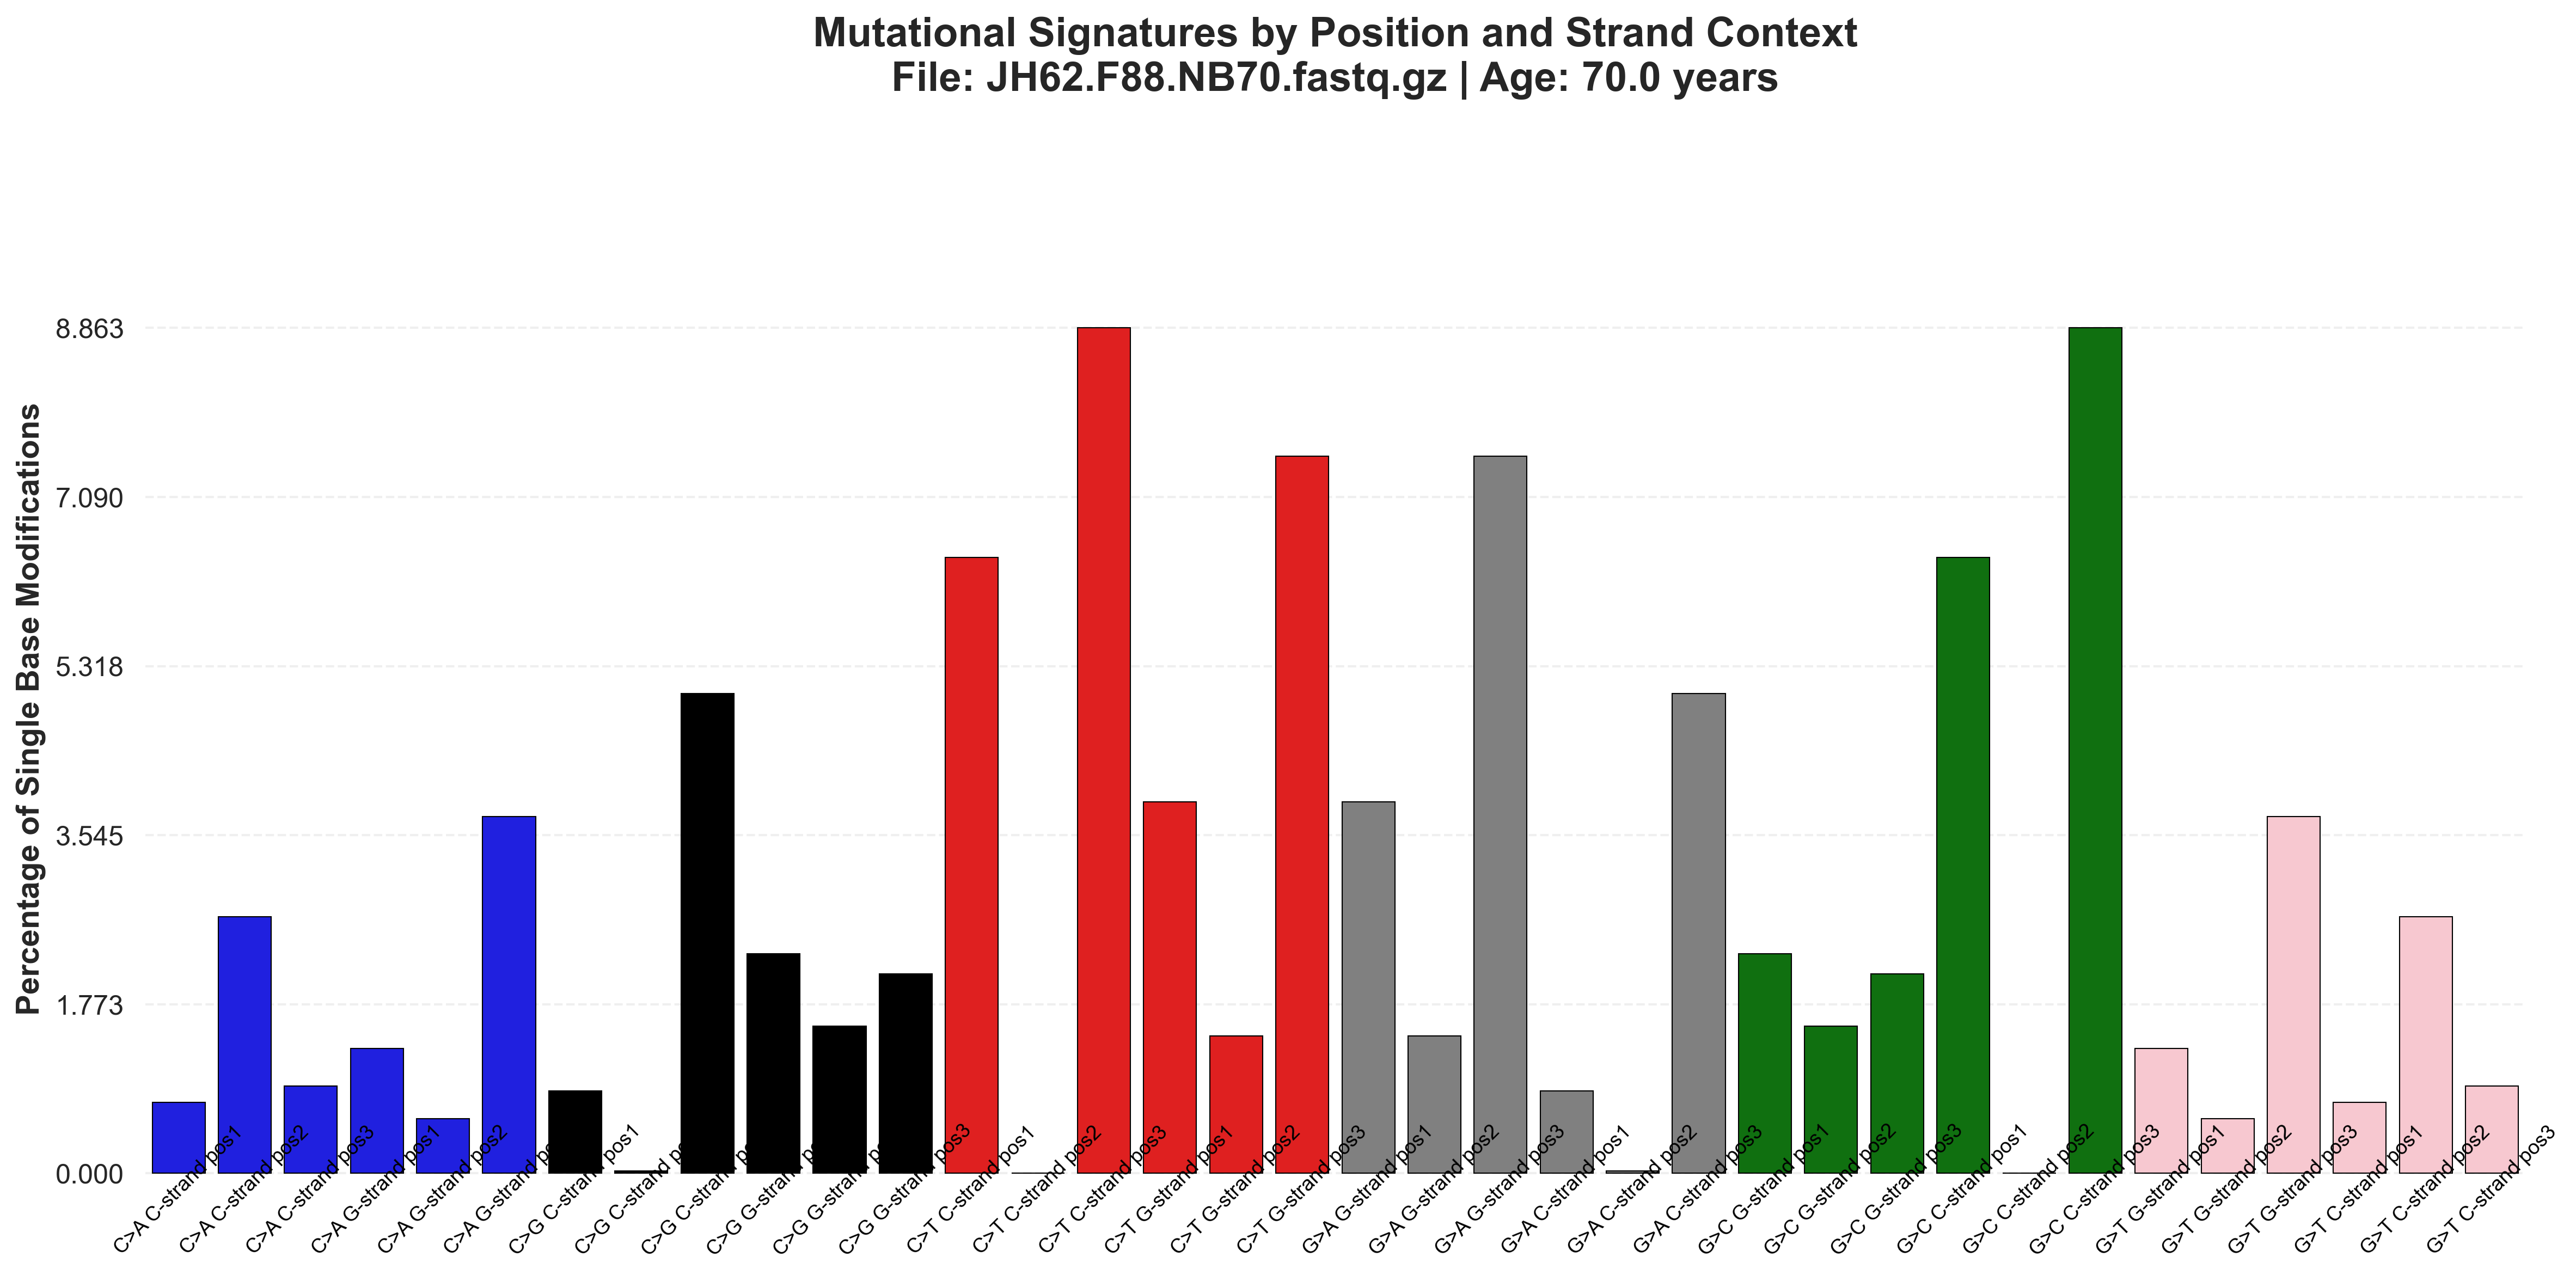 Mutational Signatures by Position and Strand Context
File: JH62.F88.NB70.fastq.gz | Age: 70.0 years
Percentage of Single Base Modifications
8.863
7.090
5.318
3.545
1.773
0.000
C>A C-strand pos1
C>A C-strand pos2
C>A C-strand pos3
C>A G-strand pos1
C>A G-strand pos2
C>A G-strand
C>G C-strand pos1
C>G C-strand
C>G C-strand
C>G G-strand
C>G G-strand
C>G G-strand pos3
C>T C-strand pos1
C>T C-strand pos2
C>T C-strand pos3
C>T G-strand pos1
C>T G-strand pos2
C>T G-strand pos3
G>A G-strand pos1
G>A G-strand pos2
G>A G-strand pos3
G>A C-strand pos1
G>A C-strand pos2
G>A C-strand pos3
G>C G-strand pos1
G>C G-strand pos2
G>C G-strand pos3
G>C C-strand pos1
G>C C-strand pos2
G>C C-strand pos3
G>T G-strand pos1
G>T G-strand pos2
G>T G-strand pos3
G>T C-strand pos1
G>T C-strand pos2
G>T C-strand pos3